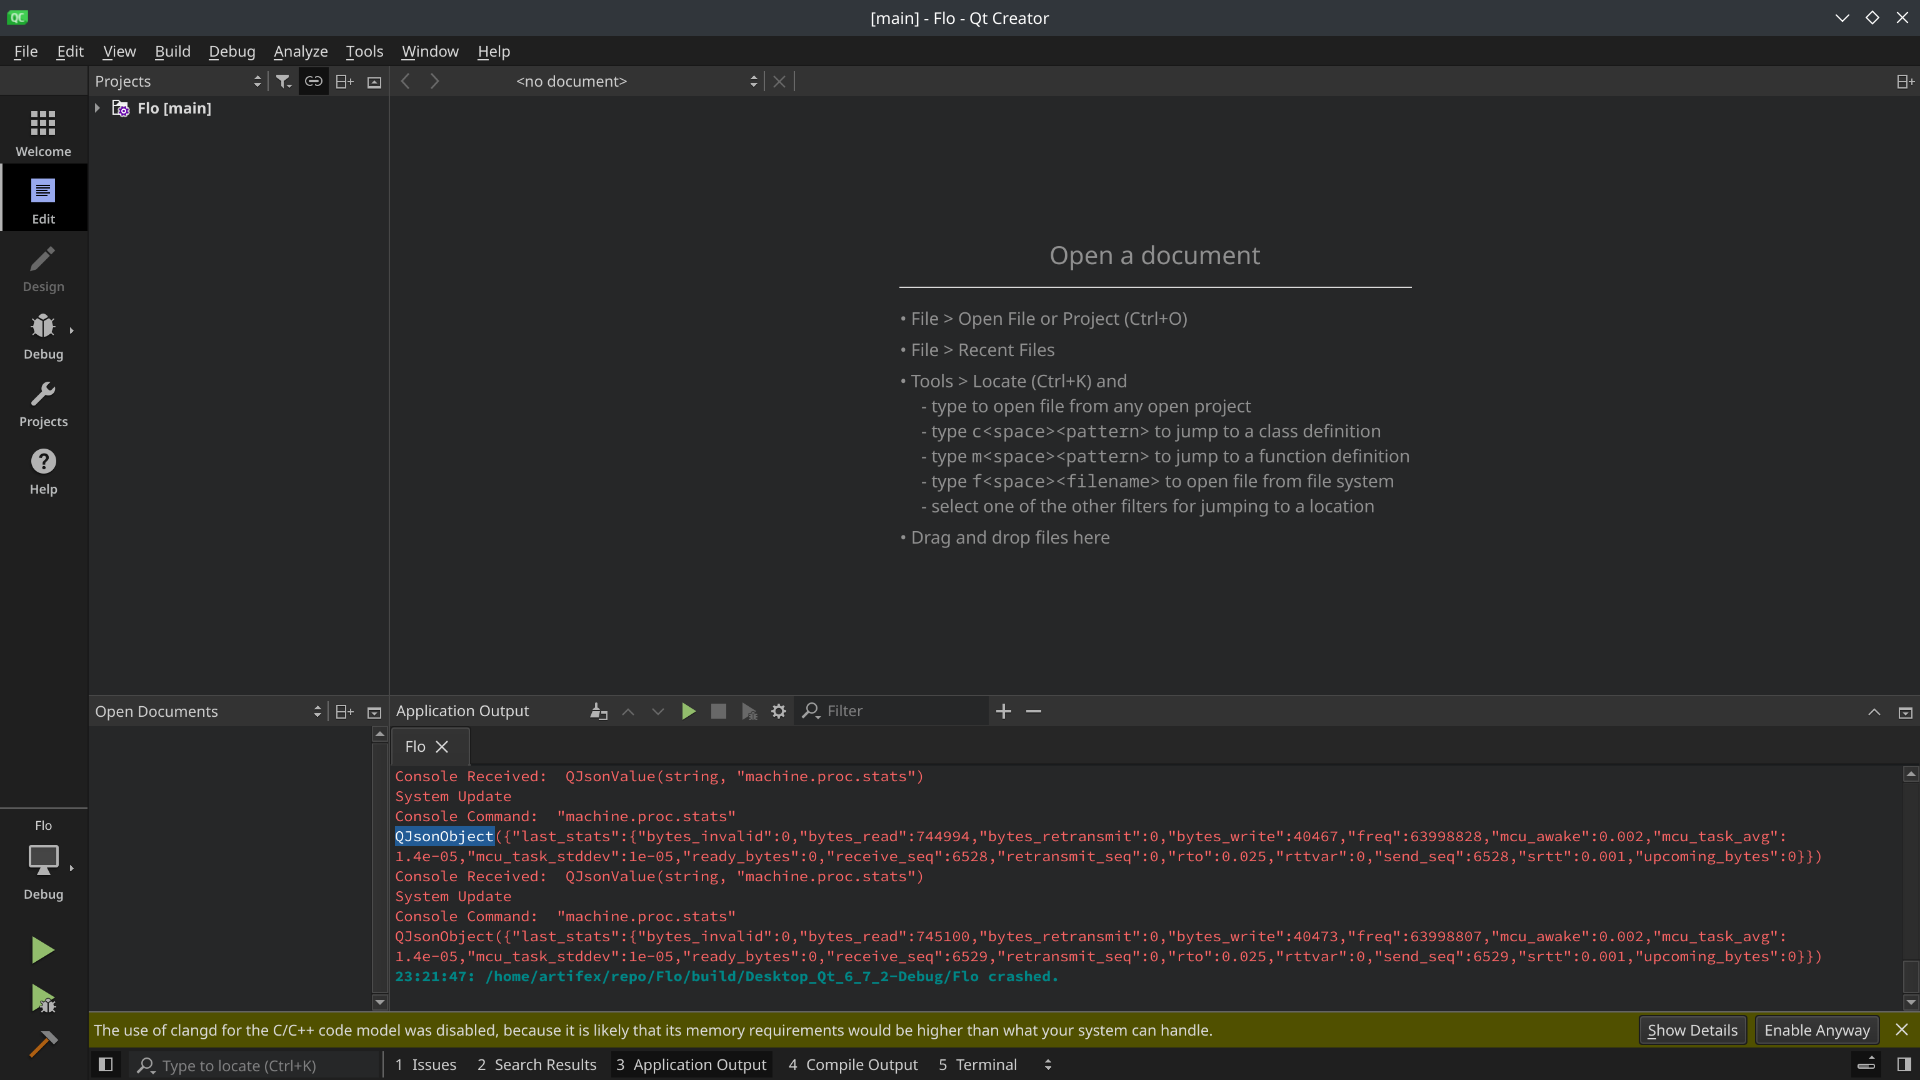 QC
[main] - Flo - Qt Creator
File Edit View Build Debug Analyze Tools Window Help
Projects
<no document>
Flo [main]
Welcome
Edit
Design
Debug
Projects
Help
Open a document
• File > Open File or Project (Ctrl+O)
• File > Recent Files
• Tools > Locate (Ctrl+K) and
- type to open file from any open project
- type c<space><pattern> to jump to a class definition
- type m<space><pattern> to jump to a function definition
- type f<space><filename> to open file from file system
- select one of the other filters for jumping to a location
• Drag and drop files here
Open Documents
Application Output
Filter
Flo
Console Received:  QJsonValue(string, "machine.proc.stats")
System Update
Console Command:  "machine.proc.stats"
QJsonObject({"last_stats":{"bytes_invalid":0,"bytes_read":744994,"bytes_retransmit":0,"bytes_write":40467,"freq":63998828,"mcu_awake":0.002,"mcu_task_avg":
1.4e-05,"mcu_task_stddev":1e-05,"ready_bytes":0,"receive_seq":6528,"retransmit_seq":0,"rto":0.025,"rttvar":0,"send_seq":6528,"srtt":0.001,"upcoming_bytes":0}})
Console Received:  QJsonValue(string, "machine.proc.stats")
System Update
Console Command:  "machine.proc.stats"
QJsonObject({"last_stats":{"bytes_invalid":0,"bytes_read":745100,"bytes_retransmit":0,"bytes_write":40473,"freq":63998807,"mcu_awake":0.002,"mcu_task_avg":
1.4e-05,"mcu_task_stddev":1e-05,"ready_bytes":0,"receive_seq":6529,"retransmit_seq":0,"rto":0.025,"rttvar":0,"send_seq":6529,"srtt":0.001,"upcoming_bytes":0}})
23:21:47: /home/artifex/repo/Flo/build/Desktop_Qt_6_7_2-Debug/Flo crashed.
Flo
Debug
The use of clangd for the C/C++ code model was disabled, because it is likely that its memory requirements would be higher than what your system can handle.
Show Details
Enable Anyway
Type to locate (Ctrl+K)
1 Issues 2 Search Results 3 Application Output 4 Compile Output 5 Terminal